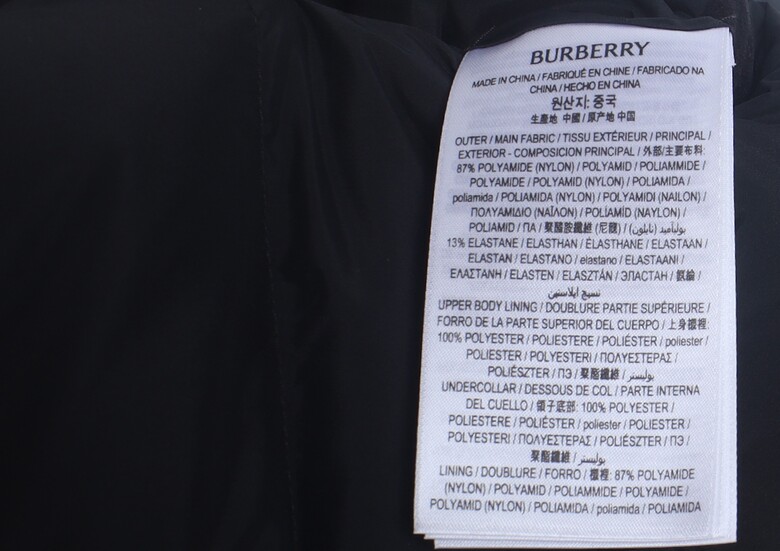 BURBERRY
MADE IN CHINA / FABRIQUÉ EN CHINE / FABRICADO NA
CHINA / HECHO EN CHINA
원산지: 중국
生產地 中國 / 原产地 中国
OUTER / MAIN FABRIC / TISSU EXTÉRIEUR / PRINCIPAL /
EXTERIOR - COMPOSICION PRINCIPAL / 外部/主要布料:
87% POLYAMIDE (NYLON) / POLYAMID / POLIAMMIDE /
POLYAMIDE / POLYAMID (NYLON) / POLIAMIDA /
poliamida / POLIAMIDA (NYLON) / POLYAMIDI (NAILON) /
ΠΟΛΥΑΜΙΔΙΟ (ΝΑΪΛΟΝ) / POLÍAMÍD (NAYLON) /
POLIAMID / ПА / 聚醯胺纖維 (尼龍) / بولياميد (نايلون) /
13% ELASTANE / ELASTHAN / ÉLASTHANE / ELASTAAN /
ELASTAN / ELASTANO / elastano / ELASTAANI /
ΕΛΑΣΤΑΝΗ / ELASTEN / ELASZTÁN / ЭЛАСТАН / 彈綸 /
نسيج ايلاستين
UPPER BODY LINING / DOUBLURE PARTIE SUPÉRIEURE /
FORRO DE LA PARTE SUPERIOR DEL CUERPO / 上身襯裡:
100% POLYESTER / POLIESTERE / POLIÉSTER / poliester /
POLIESTER / POLYESTERI / ΠΟΛΥΕΣΤΕΡΑΣ /
POLIÉSZTER / ПЭ / 聚酯纖維 / بوليستر
UNDERCOLLAR / DESSOUS DE COL / PARTE INTERNA
DEL CUELLO / 領子底部: 100% POLYESTER /
POLIESTERE / POLIÉSTER / poliester / POLIESTER /
POLYESTERI / ΠΟΛΥΕΣΤΕΡΑΣ / POLIÉSZTER / ПЭ /
聚酯纖維 / بوليستر
LINING / DOUBLURE / FORRO / 襯裡: 87% POLYAMIDE
(NYLON) / POLYAMID / POLIAMMIDE / POLYAMIDE /
POLYAMID (NYLON) / POLIAMIDA / poliamida / POLIAMIDA